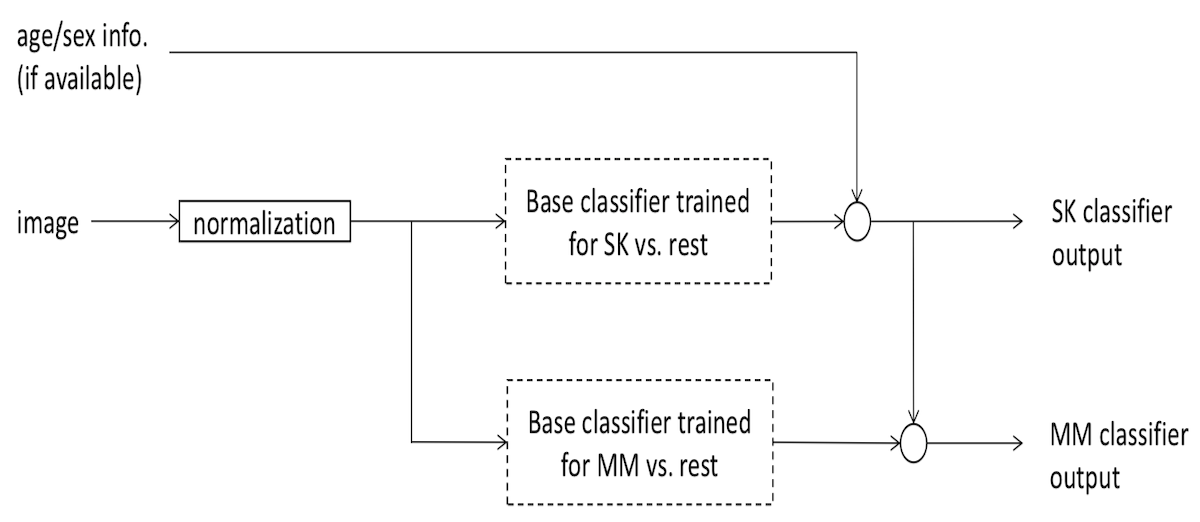 age/sex info.
(if available)
image
normalization
Base classifier trained
for SK vs. rest
SK classifier
output
Base classifier trained
for MM vs. rest
MM classifier
output